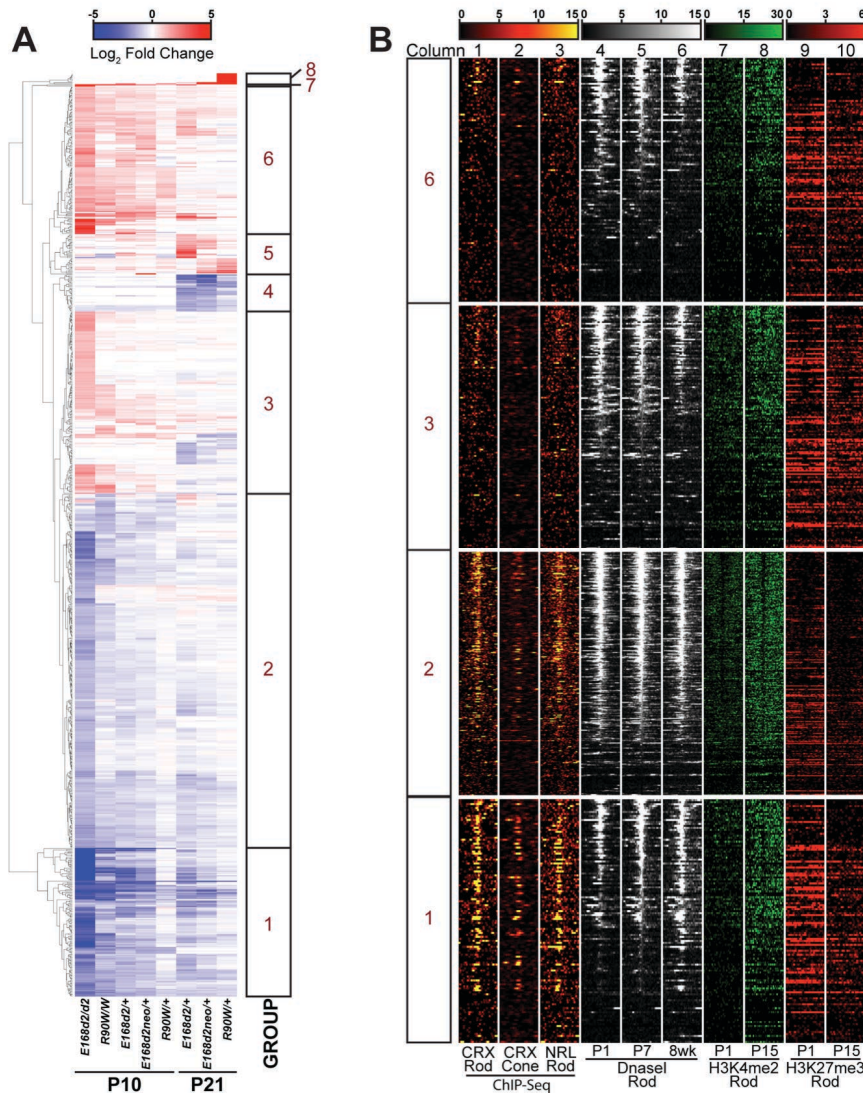 A
-5 0 5
Log2 Fold Change
8
7
6
5
4
3
2
1
E168d2/d2
R90W/W
E168d2/+
E168d2neo/+
R90W/+
E168d2/+
E168d2neo/+
R90W/+
P10
P21
GROUP
B
0 5 10 15
0 5 10 15
0 15 30
0 3 6
Column 1 2 3 4 5 6 7 8 9 10
6
3
2
1
CRX CRX NRL P1 P7 8wk P1 P15 P1 P15
Rod Cone Rod DnaseI H3K4me2 H3K27me3
ChIP-Seq Rod Rod Rod